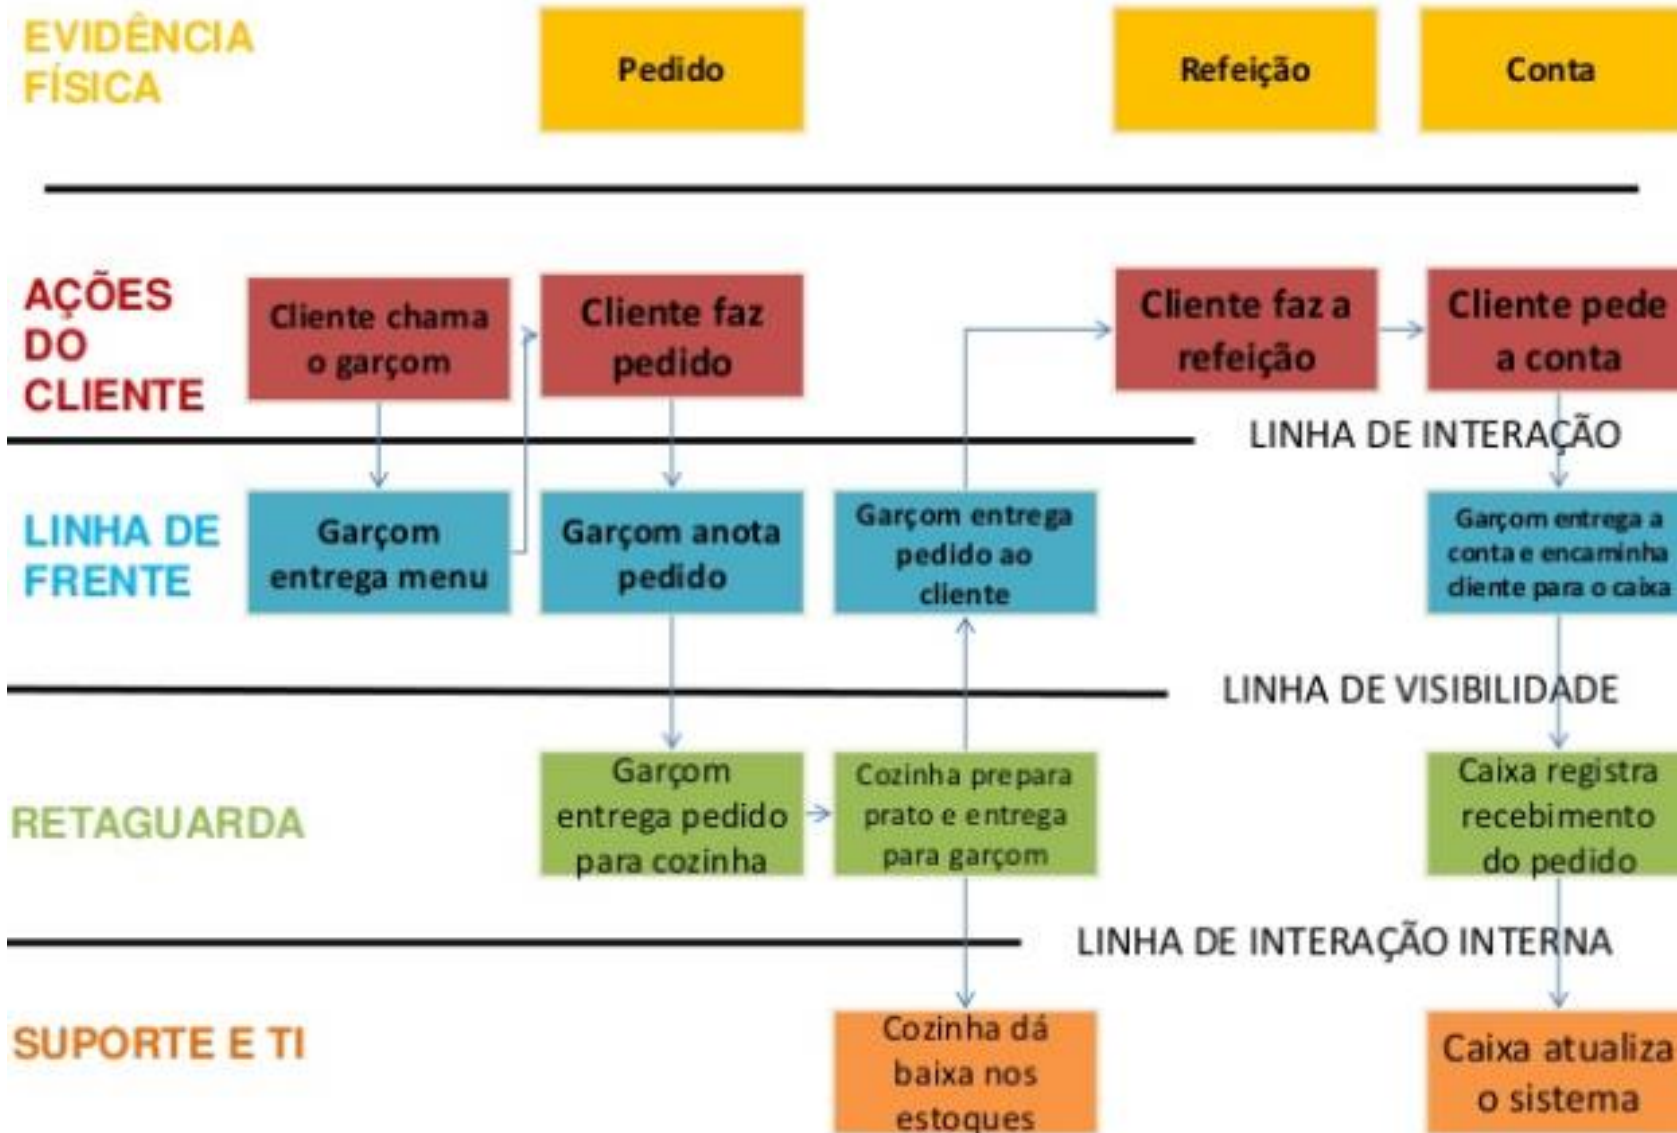 EVIDÊNCIA
FÍSICA
Pedido
Refeição
Conta
AÇÕES
DO
CLIENTE
Cliente chama
o garçom
Cliente faz
pedido
Cliente faz a
refeição
Cliente pede
a conta
LINHA DE INTERAÇÃO
LINHA DE
FRENTE
Garçom
entrega menu
Garçom anota
pedido
Garçom entrega
pedido ao
cliente
Garçom entrega a
conta e encaminha
cliente para o caixa
LINHA DE VISIBILIDADE
RETAGUARDA
Garçom
entrega pedido
para cozinha
Cozinha prepara
prato e entrega
para garçom
Caixa registra
recebimento
do pedido
LINHA DE INTERAÇÃO INTERNA
SUPORTE E TI
Cozinha dá
baixa nos
estoques
Caixa atualiza
o sistema